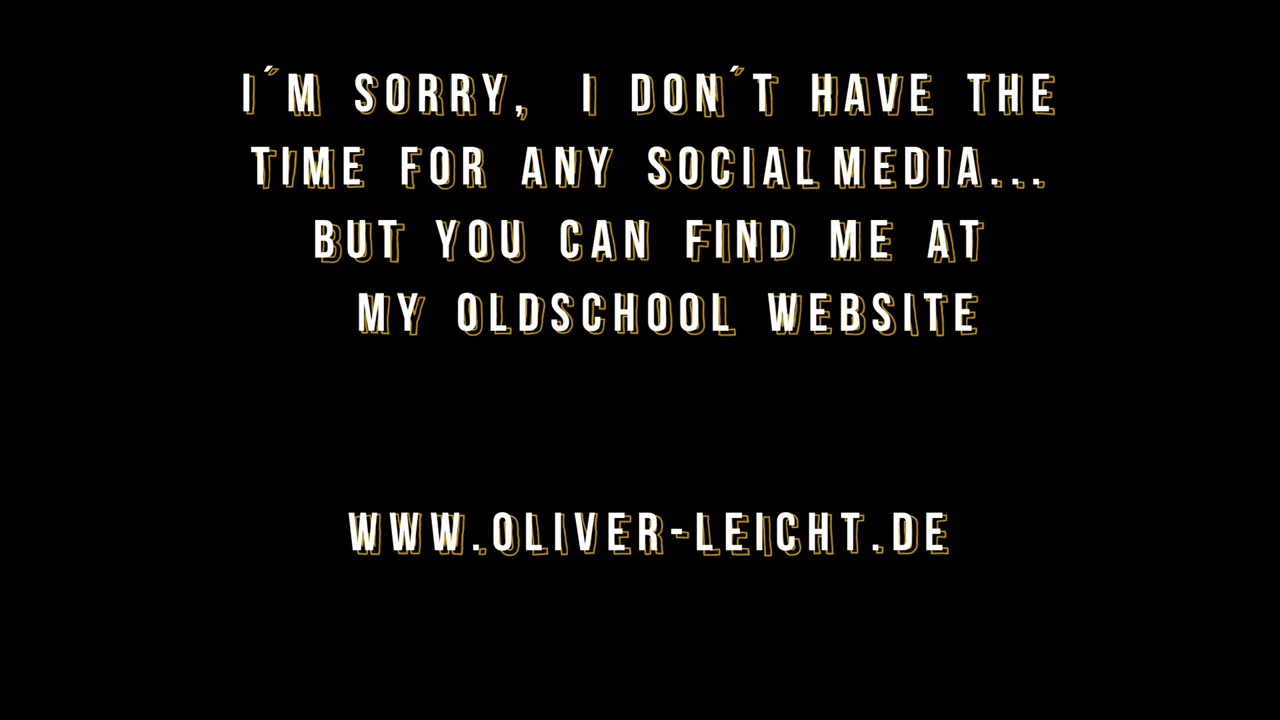 I´M SORRY, I DON´T HAVE THE
TIME FOR ANY SOCIAL MEDIA...
BUT YOU CAN FIND ME AT
MY OLDSCHOOL WEBSITE
WWW.OLIVER-LEICHT.DE